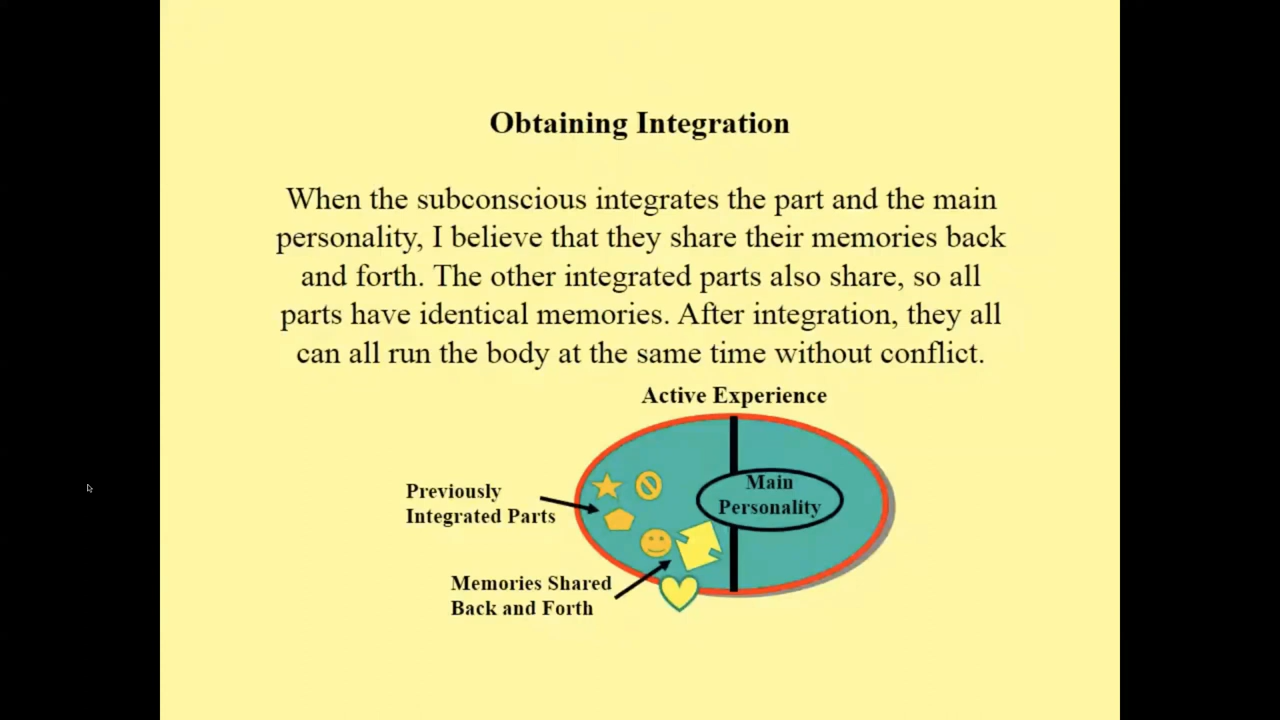 Obtaining Integration
When the subconscious integrates the part and the main
personality, I believe that they share their memories back
and forth. The other integrated parts also share, so all
parts have identical memories. After integration, they all
can all run the body at the same time without conflict.
Active Experience
Previously
Integrated Parts
Main
Personality
Memories Shared
Back and Forth